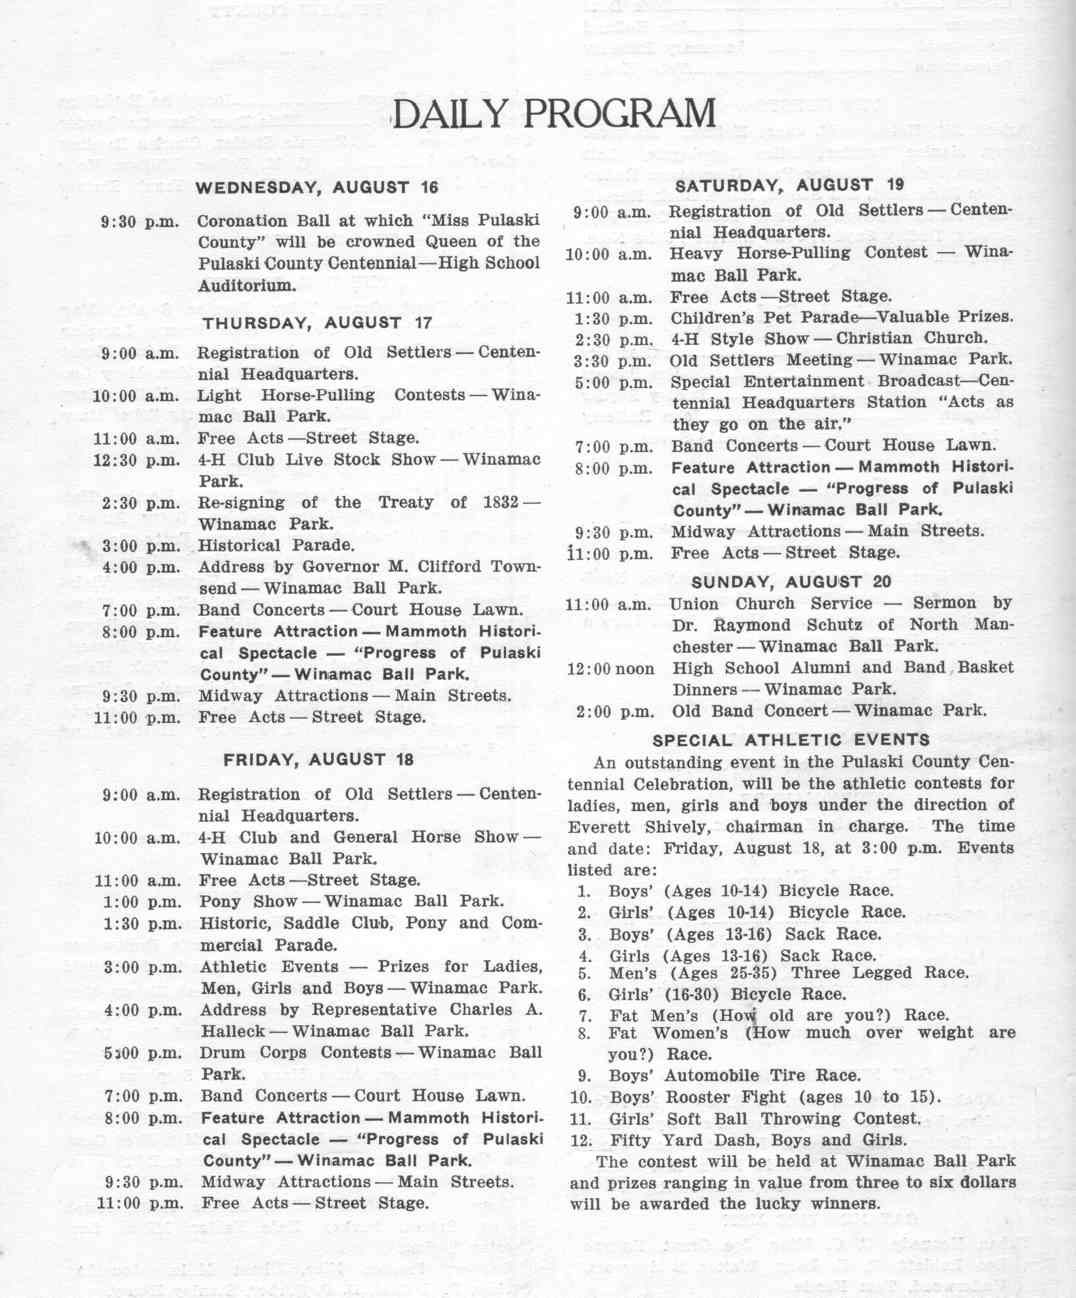 DAILY PROGRAM
WEDNESDAY, AUGUST 16
9:30 p.m. Coronation Ball at which "Miss Pulaski
County" will be crowned Queen of the
Pulaski County Centennial—High School
Auditorium.
THURSDAY, AUGUST 17
9:00 a.m. Registration of Old Settlers — Centen-
nial Headquarters.
10:00 a.m. Light Horse-Pulling Contests — Wina-
mac Ball Park.
11:00 a.m. Free Acts —Street Stage.
12:30 p.m. 4-H Club Live Stock Show — Winamac
Park.
2:30 p.m. Re-signing of the Treaty of 1832 —
Winamac Park.
3:00 p.m. Historical Parade.
4:00 p.m. Address by Governor M. Clifford Town-
send — Winamac Ball Park.
7:00 p.m. Band Concerts — Court House Lawn.
8:00 p.m. Feature Attraction — Mammoth Histori-
cal Spectacle — "Progress of Pulaski
County" — Winamac Ball Park.
9:30 p.m. Midway Attractions — Main Streets.
11:00 p.m. Free Acts — Street Stage.
FRIDAY, AUGUST 18
9:00 a.m. Registration of Old Settlers — Centen-
nial Headquarters.
10:00 a.m. 4-H Club and General Horse Show —
Winamac Ball Park.
11:00 a.m. Free Acts —Street Stage.
1:00 p.m. Pony Show — Winamac Ball Park.
1:30 p.m. Historic, Saddle Club, Pony and Com-
mercial Parade.
3:00 p.m. Athletic Events — Prizes for Ladies,
Men, Girls and Boys — Winamac Park.
4:00 p.m. Address by Representative Charles A.
Halleck — Winamac Ball Park.
5:00 p.m. Drum Corps Contests — Winamac Ball
Park.
7:00 p.m. Band Concerts — Court House Lawn.
8:00 p.m. Feature Attraction — Mammoth Histori-
cal Spectacle — "Progress of Pulaski
County" — Winamac Ball Park.
9:30 p.m. Midway Attractions — Main Streets.
11:00 p.m. Free Acts — Street Stage.
SATURDAY, AUGUST 19
9:00 a.m. Registration of Old Settlers — Centen-
nial Headquarters.
10:00 a.m. Heavy Horse-Pulling Contest — Wina-
mac Ball Park.
11:00 a.m. Free Acts —Street Stage.
1:30 p.m. Children's Pet Parade—Valuable Prizes.
2:30 p.m. 4-H Style Show — Christian Church.
3:30 p.m. Old Settlers Meeting — Winamac Park.
5:00 p.m. Special Entertainment Broadcast—Cen-
tennial Headquarters Station "Acts as
they go on the air."
7:00 p.m. Band Concerts — Court House Lawn.
8:00 p.m. Feature Attraction — Mammoth Histori-
cal Spectacle — "Progress of Pulaski
County" — Winamac Ball Park.
9:30 p.m. Midway Attractions — Main Streets.
11:00 p.m. Free Acts — Street Stage.
SUNDAY, AUGUST 20
11:00 a.m. Union Church Service — Sermon by
Dr. Raymond Schutz of North Man-
chester — Winamac Ball Park.
12:00 noon High School Alumni and Band Basket
Dinners — Winamac Park.
2:00 p.m. Old Band Concert — Winamac Park.
SPECIAL ATHLETIC EVENTS
An outstanding event in the Pulaski County Cen-
tennial Celebration, will be the athletic contests for
ladies, men, girls and boys under the direction of
Everett Shively, chairman in charge. The time
and date: Friday, August 18, at 3:00 p.m. Events
listed are:
1. Boys' (Ages 10-14) Bicycle Race.
2. Girls' (Ages 10-14) Bicycle Race.
3. Boys' (Ages 13-16) Sack Race.
4. Girls (Ages 13-16) Sack Race.
5. Men's (Ages 25-35) Three Legged Race.
6. Girls' (16-30) Bicycle Race.
7. Fat Men's (How old are you?) Race.
8. Fat Women's (How much over weight are
you?) Race.
9. Boys' Automobile Tire Race.
10. Boys' Rooster Fight (ages 10 to 15).
11. Girls' Soft Ball Throwing Contest.
12. Fifty Yard Dash, Boys and Girls.
The contest will be held at Winamac Ball Park
and prizes ranging in value from three to six dollars
will be awarded the lucky winners.